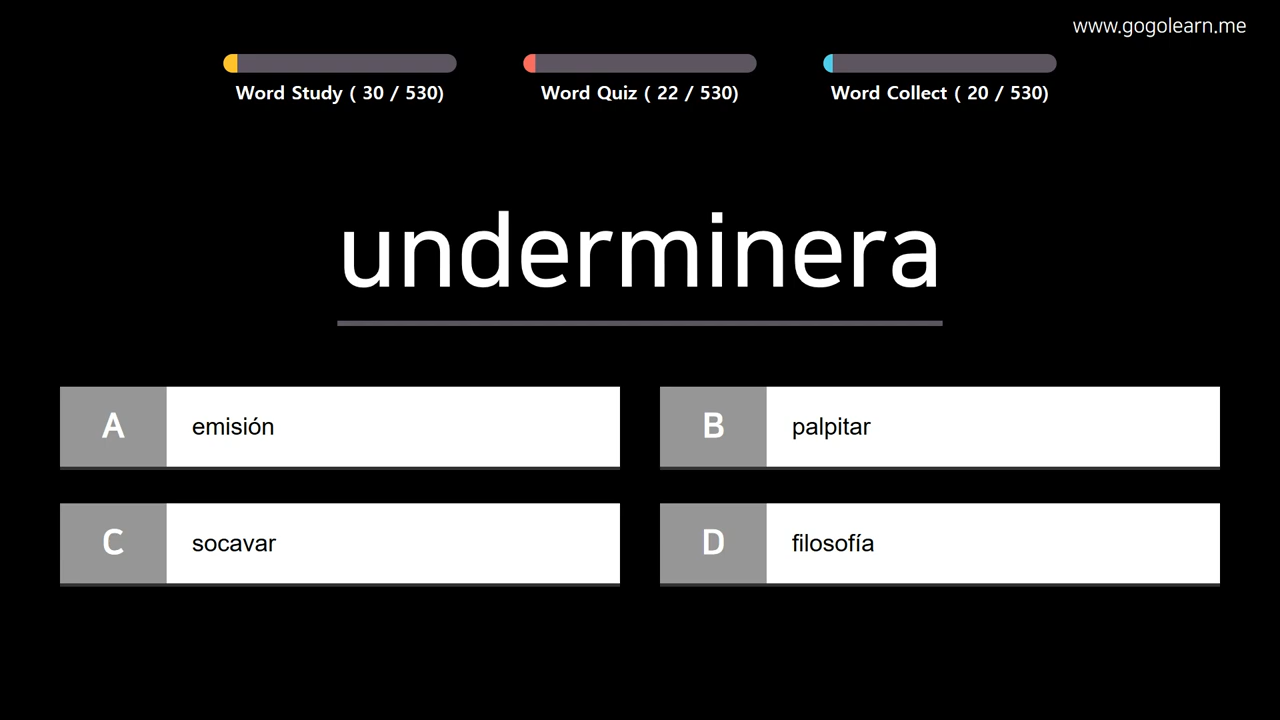 www.gogolearn.me
Word Study ( 30 / 530)
Word Quiz ( 22 / 530)
Word Collect ( 20 / 530)
underminera
A
emisión
B
palpitar
C
socavar
D
filosofía